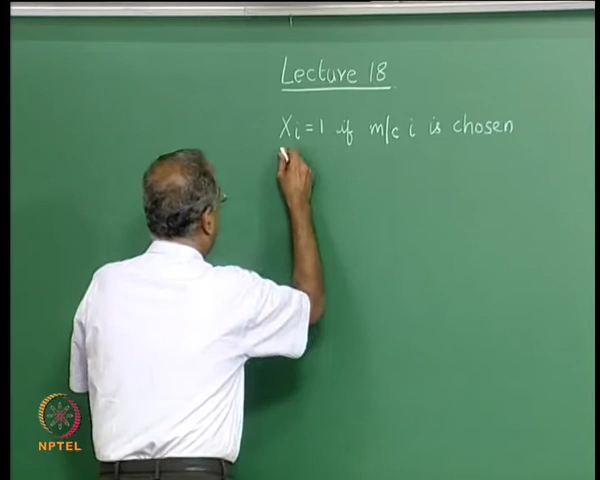 Lecture 18
Xi = 1 if m/c i is chosen
NPTEL